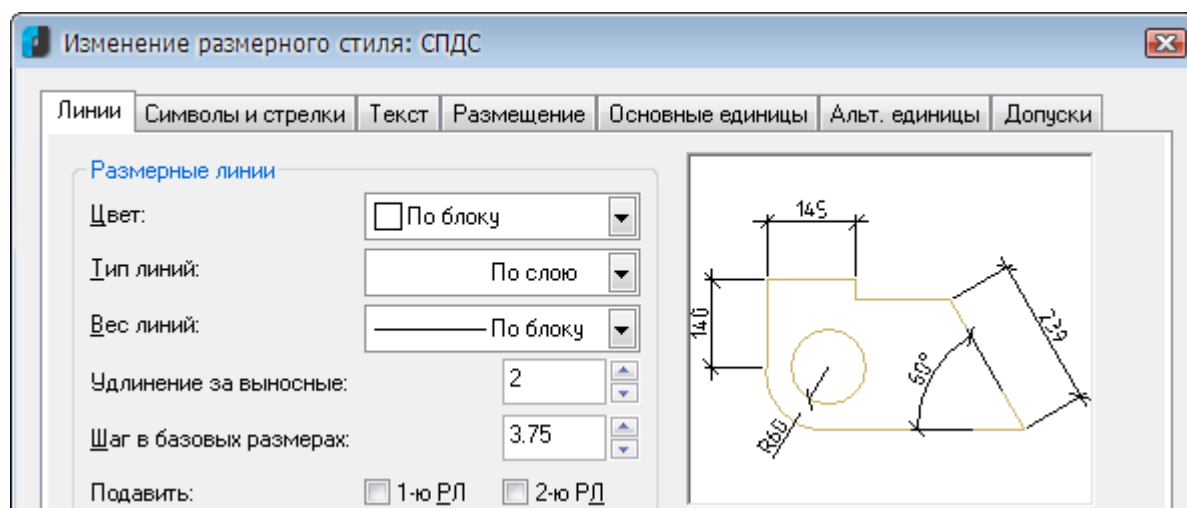 Изменение размерного стиля: СПДС
Линии Символы и стрелки Текст Размещение Основные единицы Альт. единицы Допуски
Размерные линии
Цвет: По блоку
Тип линий: По слою
Вес линий: По блоку
Удлинение за выносные: 2
Шаг в базовых размерах: 3.75
Подавить: 1-ю РЛ 2-ю РЛ
145
140
239
60°
R60